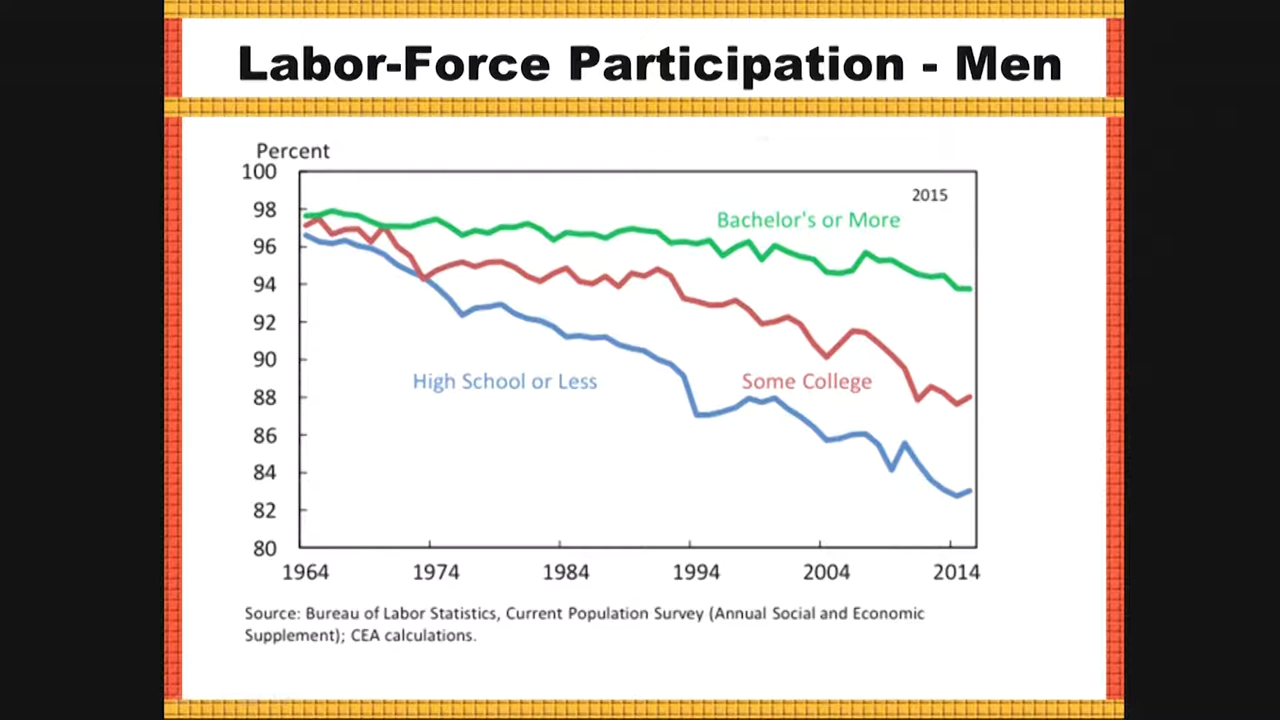 Labor-Force Participation - Men
Percent
100
2015
98
Bachelor's or More
96
94
92
90
High School or Less
Some College
88
86
84
82
80
1964 1974 1984 1994 2004 2014
Source: Bureau of Labor Statistics, Current Population Survey (Annual Social and Economic
Supplement); CEA calculations.